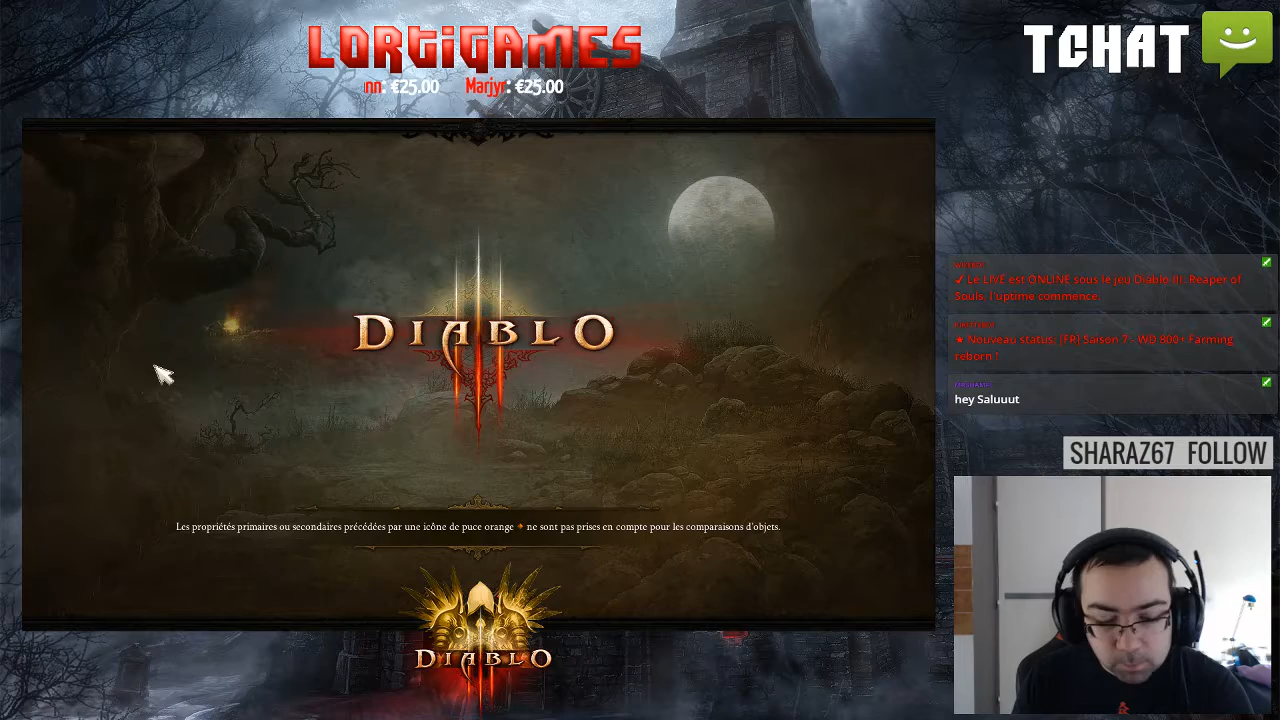 LORTIGAMES
TCHAT
nn: €25.00 Marjyr: €25.00
✓ Le LIVE est ONLINE sous le jeu Diablo III: Reaper of
Souls, l'uptime commence.
★ Nouveau status: [FR] Saison 7 - WD 800+ Farming
reborn !
hey Saluuut
DIABLO
SHARAZ67 FOLLOW
Les propriétés primaires ou secondaires précédées par une icône de puce orange ne sont pas prises en compte pour les comparaisons d'objets.
DIABLO